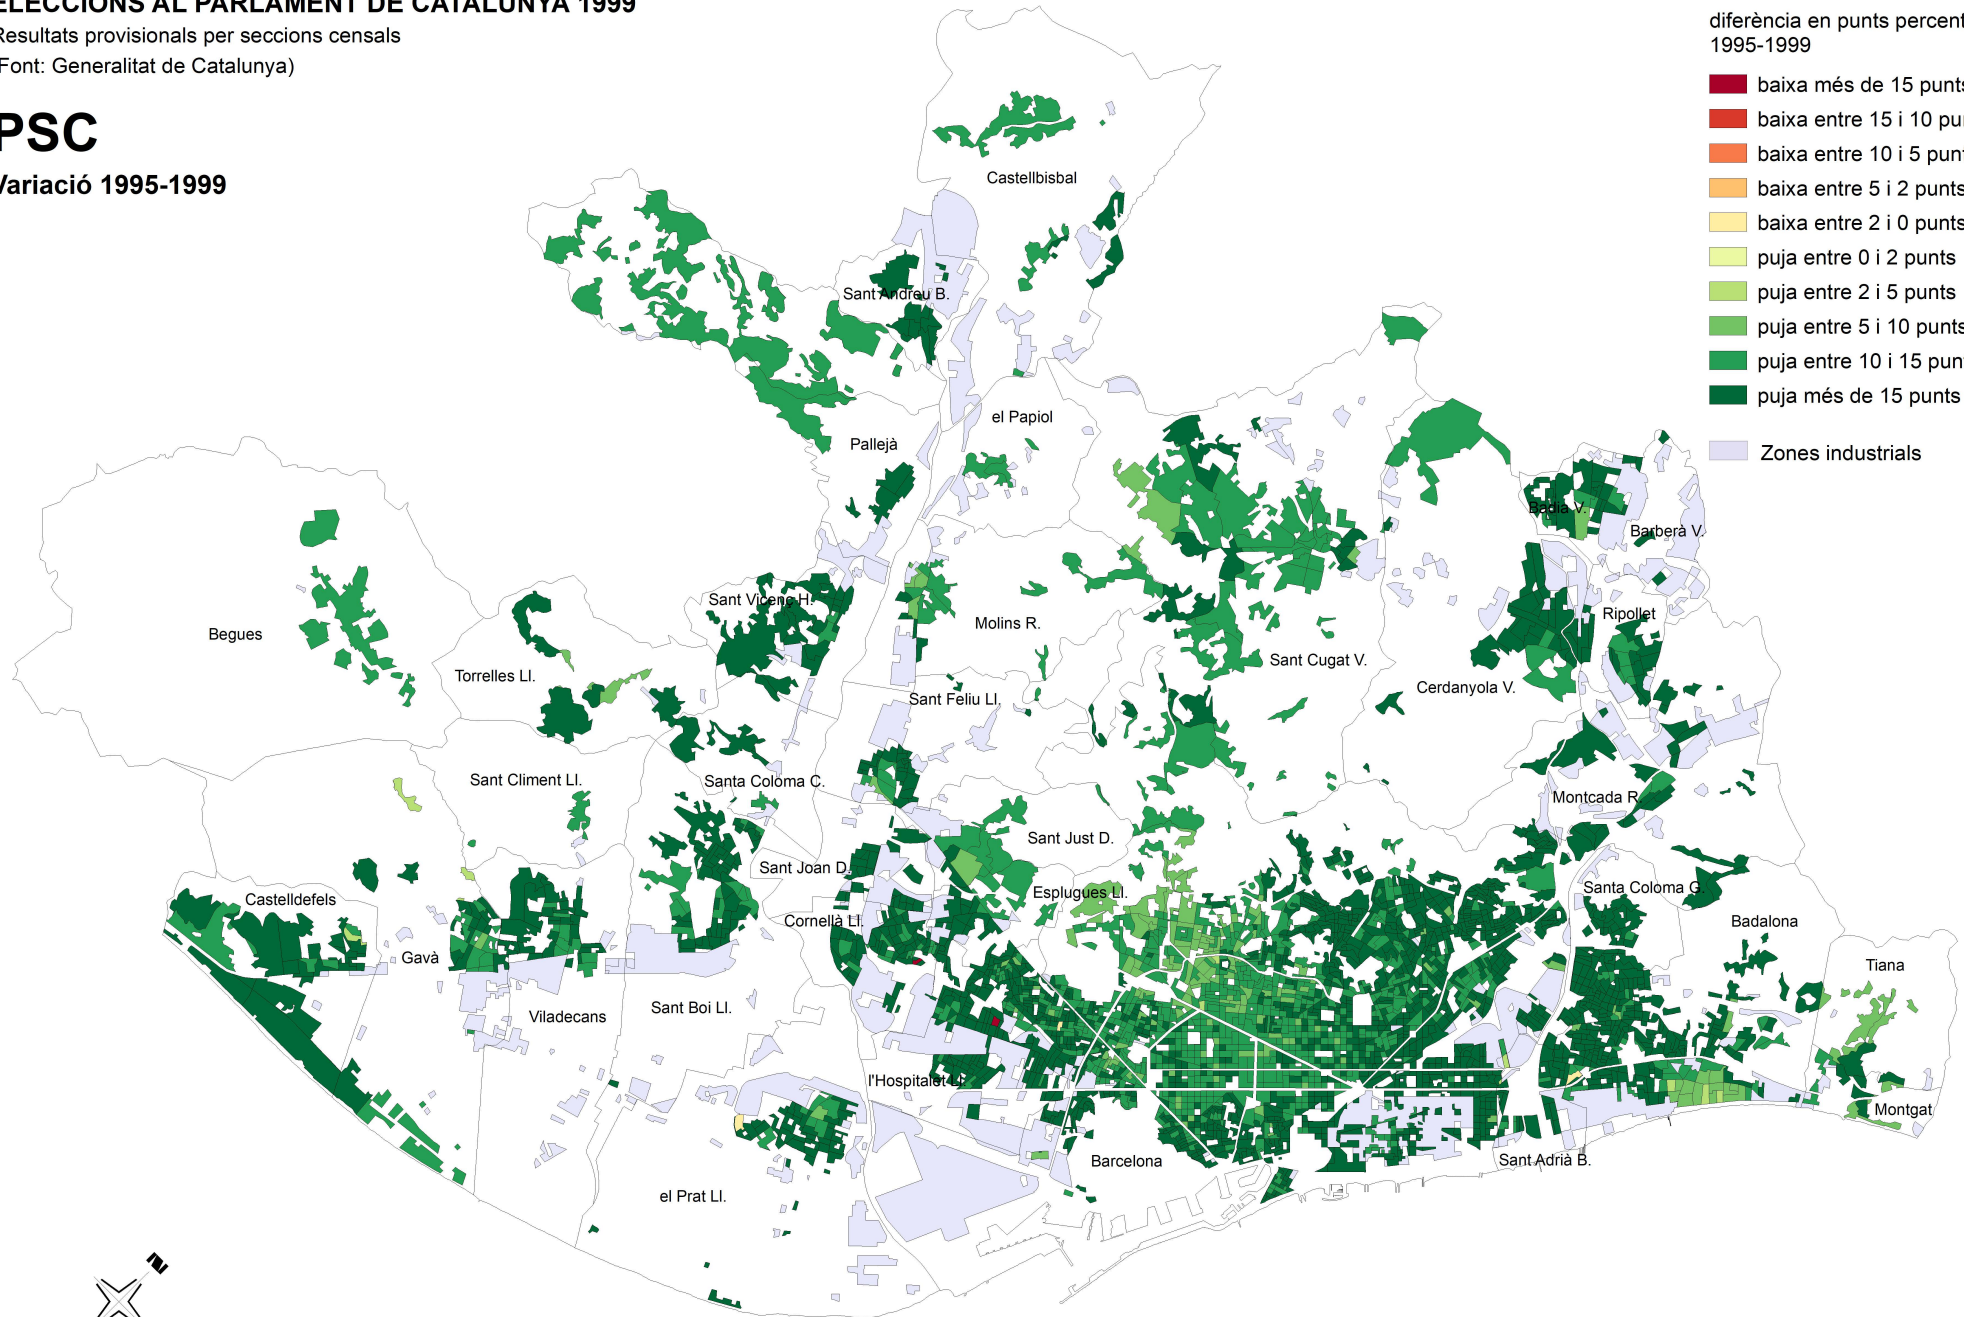 ELECCIONS AL PARLAMENT DE CATALUNYA 1999
Resultats provisionals per seccions censals
(Font: Generalitat de Catalunya)
PSC
Variació 1995-1999
diferència en punts
1995-1999
baixa més de 15 punts
baixa entre 15 i 10
baixa entre 10 i 5
baixa entre 5 i 2 punts
baixa entre 2 i 0 punts
puja entre 0 i 2 punts
puja entre 2 i 5 punts
puja entre 5 i 10 punts
puja entre 10 i 15
puja més de 15 punts
Zones industrials
Castellbisbal
Sant Andreu B.
el Papiol
Pallejà
Badia V.
Barberà V.
Sant Vicenç H.
Ripollet
Molins R.
Begues
Sant Cugat V.
Torrelles Ll.
Cerdanyola V.
Sant Feliu Ll.
Sant Climent Ll.
Santa Coloma C.
Montcada R.
Sant Just D.
Sant Joan D.
Santa Coloma G.
Esplugues Ll.
Castelldefels
Cornellà Ll.
Badalona
Gavà
Tiana
Sant Boi Ll.
Viladecans
l'Hospitalet Ll.
Montgat
Barcelona
Sant Adrià B.
el Prat Ll.
N